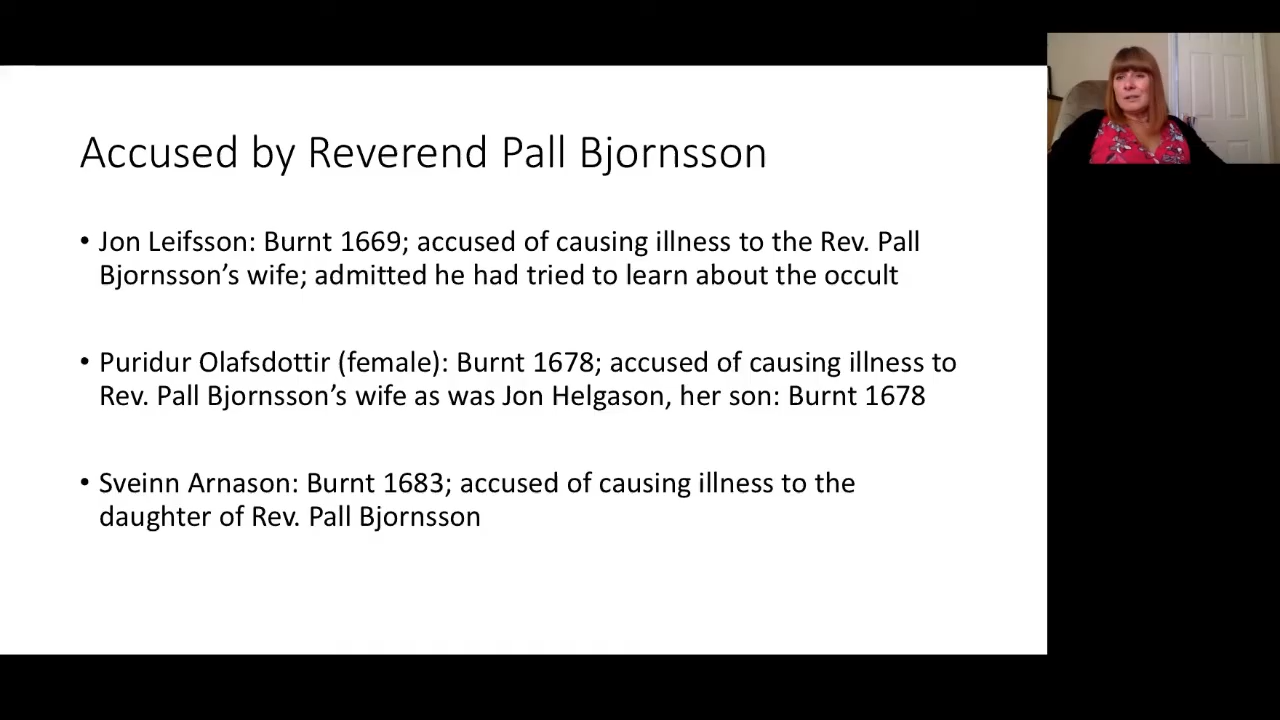 Accused by Reverend Pall Bjornsson
• Jon Leifsson: Burnt 1669; accused of causing illness to the Rev. Pall
Bjornsson’s wife; admitted he had tried to learn about the occult
• Puridur Olafsdottir (female): Burnt 1678; accused of causing illness to
Rev. Pall Bjornsson’s wife as was Jon Helgason, her son: Burnt 1678
• Sveinn Arnason: Burnt 1683; accused of causing illness to the
daughter of Rev. Pall Bjornsson